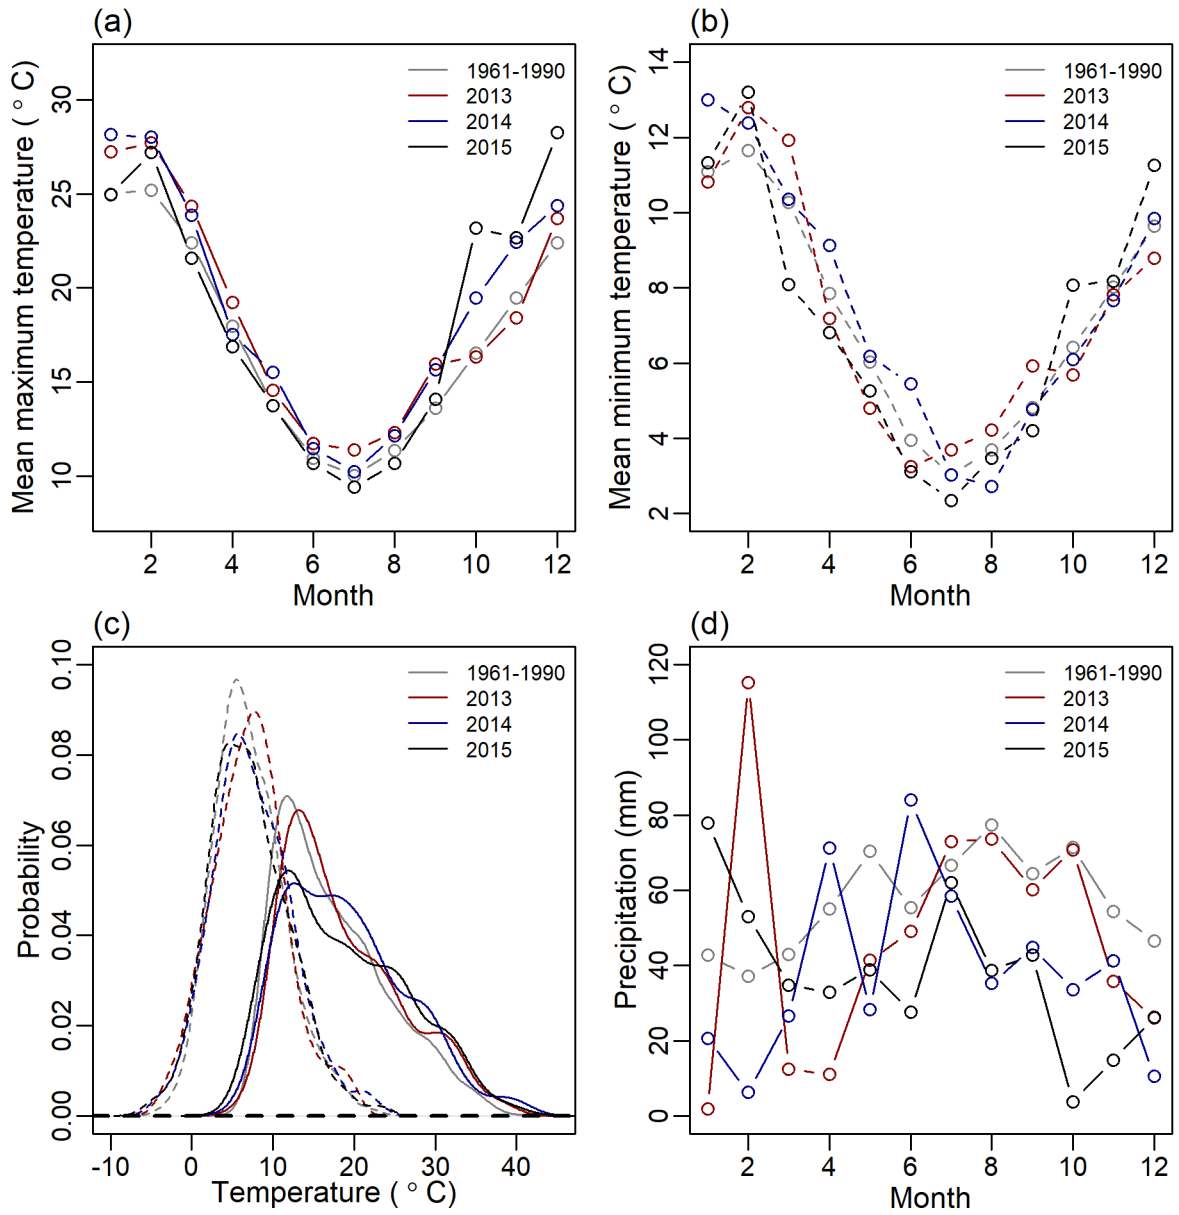 (a)
Mean maximum temperature ( ° C)
30
25
20
15
10
1961-1990
2013
2014
2015
2 4 6 8 10 12
Month
(b)
Mean minimum temperature ( ° C)
14
12
10
8
6
4
2
1961-1990
2013
2014
2015
2 4 6 8 10 12
Month
(c)
Probability
0.10
0.08
0.06
0.04
0.02
0.00
1961-1990
2013
2014
2015
-10 0 10 20 30 40
Temperature ( ° C)
(d)
Precipitation (mm)
120
100
80
60
40
20
0
1961-1990
2013
2014
2015
2 4 6 8 10 12
Month